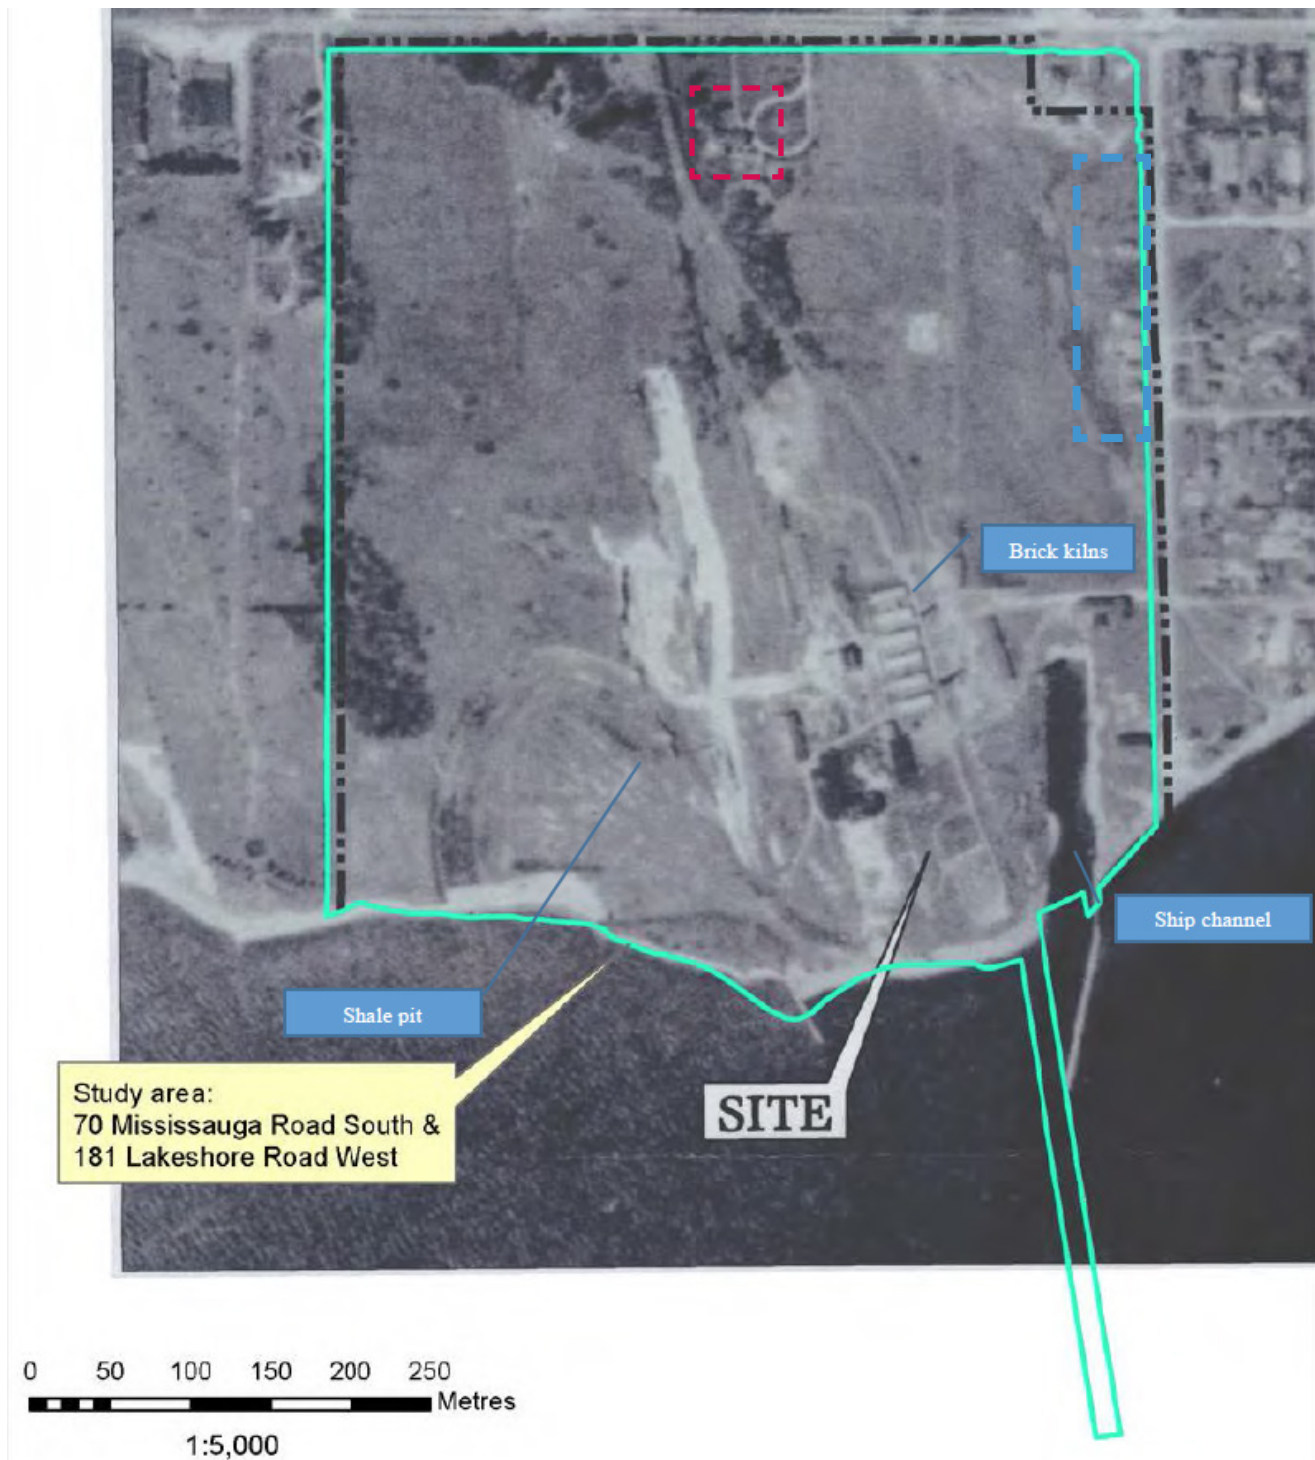 Brick kilns
Ship channel
Shale pit
Study area:
70 Mississauga Road South &
181 Lakeshore Road West
SITE
0 50 100 150 200 250
Metres
1:5,000